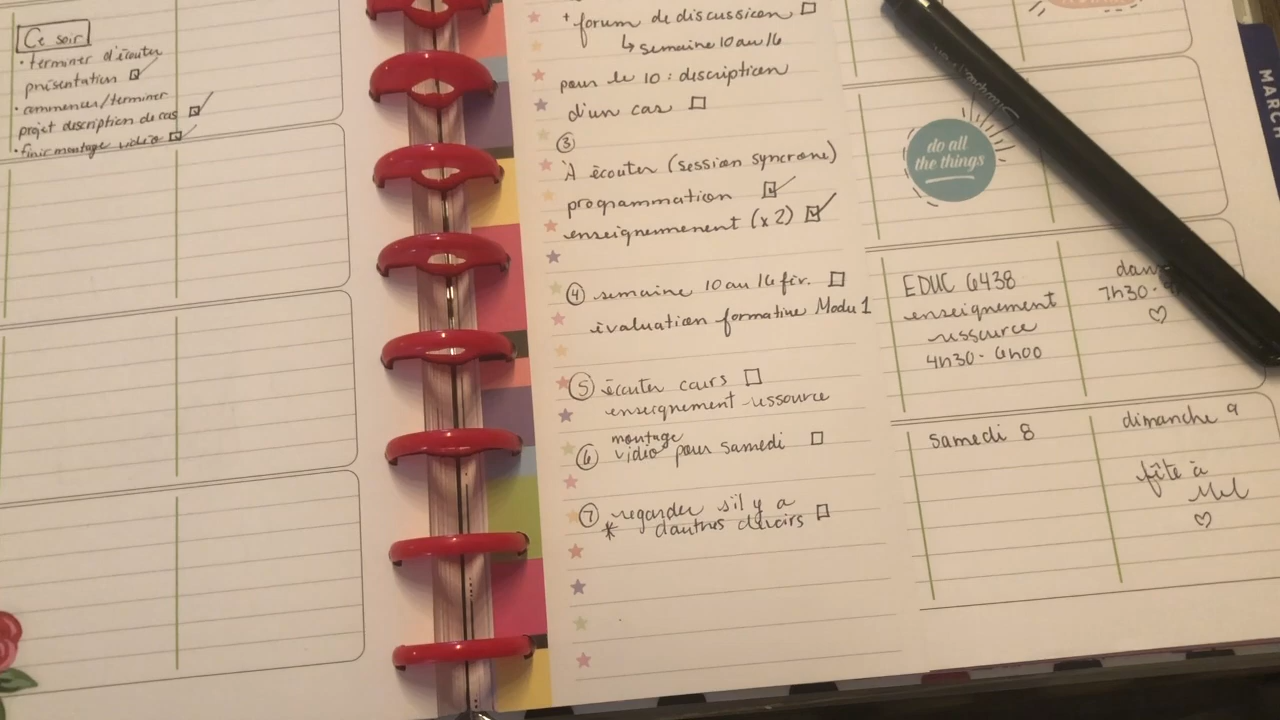 Ce soir
• terminer d'écouter
présentation
• commencer/terminer
projet description de cas
• finir montage vidéo
+ forum de discussion
↳ semaine 10 au 16
pour le 10 : description
d'un cas
③
À écouter (session syncrone)
programmation
enseignement (x2)
④ semaine 10 au 16 fév.
évaluation formative Modu 1
⑤ écouter cours
enseignement-ressource
montage
⑥ vidéo pour samedi
⑦ regarder s'il y a
* d'autres devoirs
MARCH
do all
the things
EDUC 6438
enseignement
ressource
4h30 - 6h00
7h30 -
♡
samedi 8
dimanche 9
fête à
Mel
♡